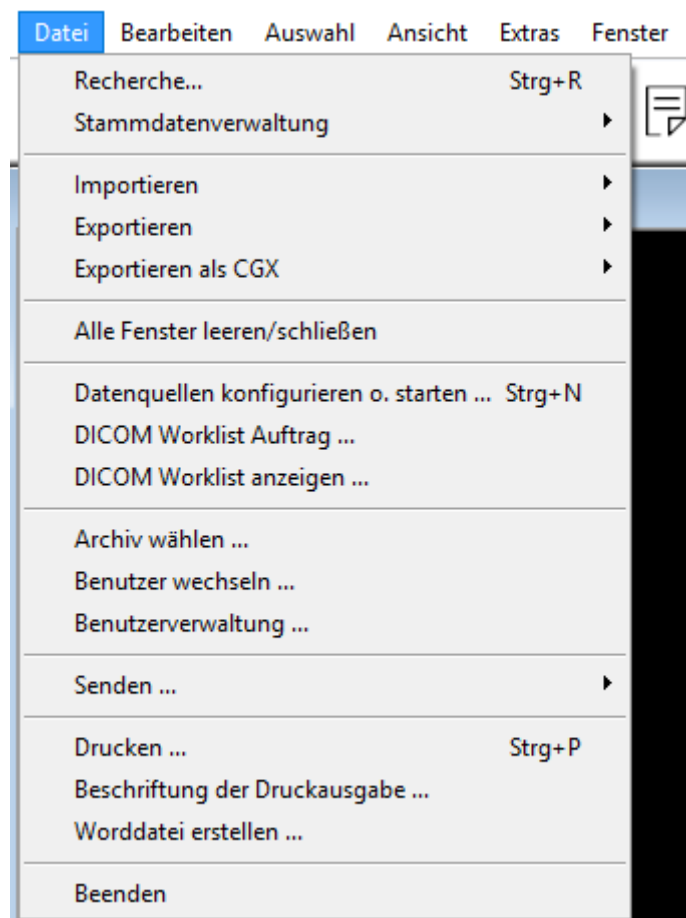 Datei Bearbeiten Auswahl Ansicht Extras Fenster
Recherche... Strg+R
Stammdatenverwaltung
Importieren
Exportieren
Exportieren als CGX
Alle Fenster leeren/schließen
Datenquellen konfigurieren o. starten ... Strg+N
DICOM Worklist Auftrag ...
DICOM Worklist anzeigen ...
Archiv wählen ...
Benutzer wechseln ...
Benutzerverwaltung ...
Senden ...
Drucken ... Strg+P
Beschriftung der Druckausgabe ...
Worddatei erstellen ...
Beenden